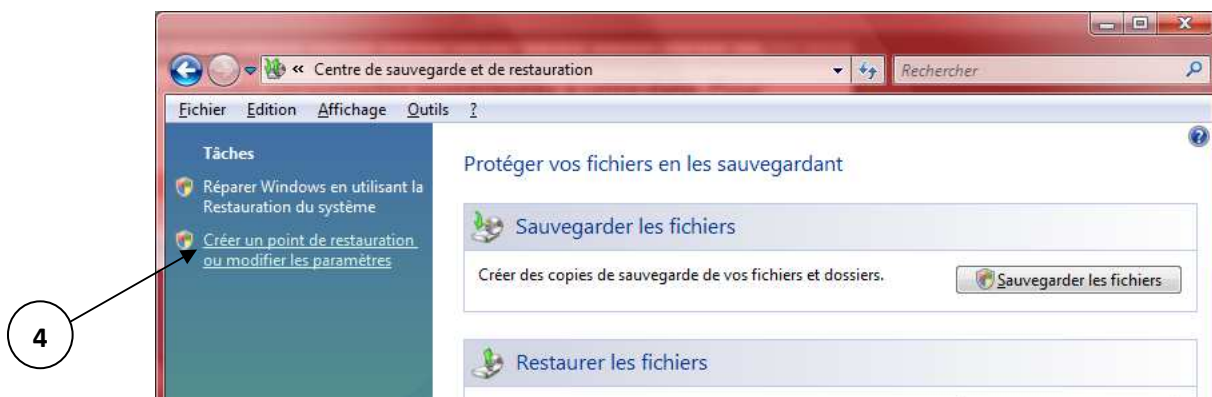 « Centre de sauvegarde et de restauration
Rechercher
Fichier Edition Affichage Outils ?
Tâches
Réparer Windows en utilisant la
Restauration du système
Créer un point de restauration
ou modifier les paramètres
4
Protéger vos fichiers en les sauvegardant
Sauvegarder les fichiers
Créer des copies de sauvegarde de vos fichiers et dossiers.
Sauvegarder les fichiers
Restaurer les fichiers